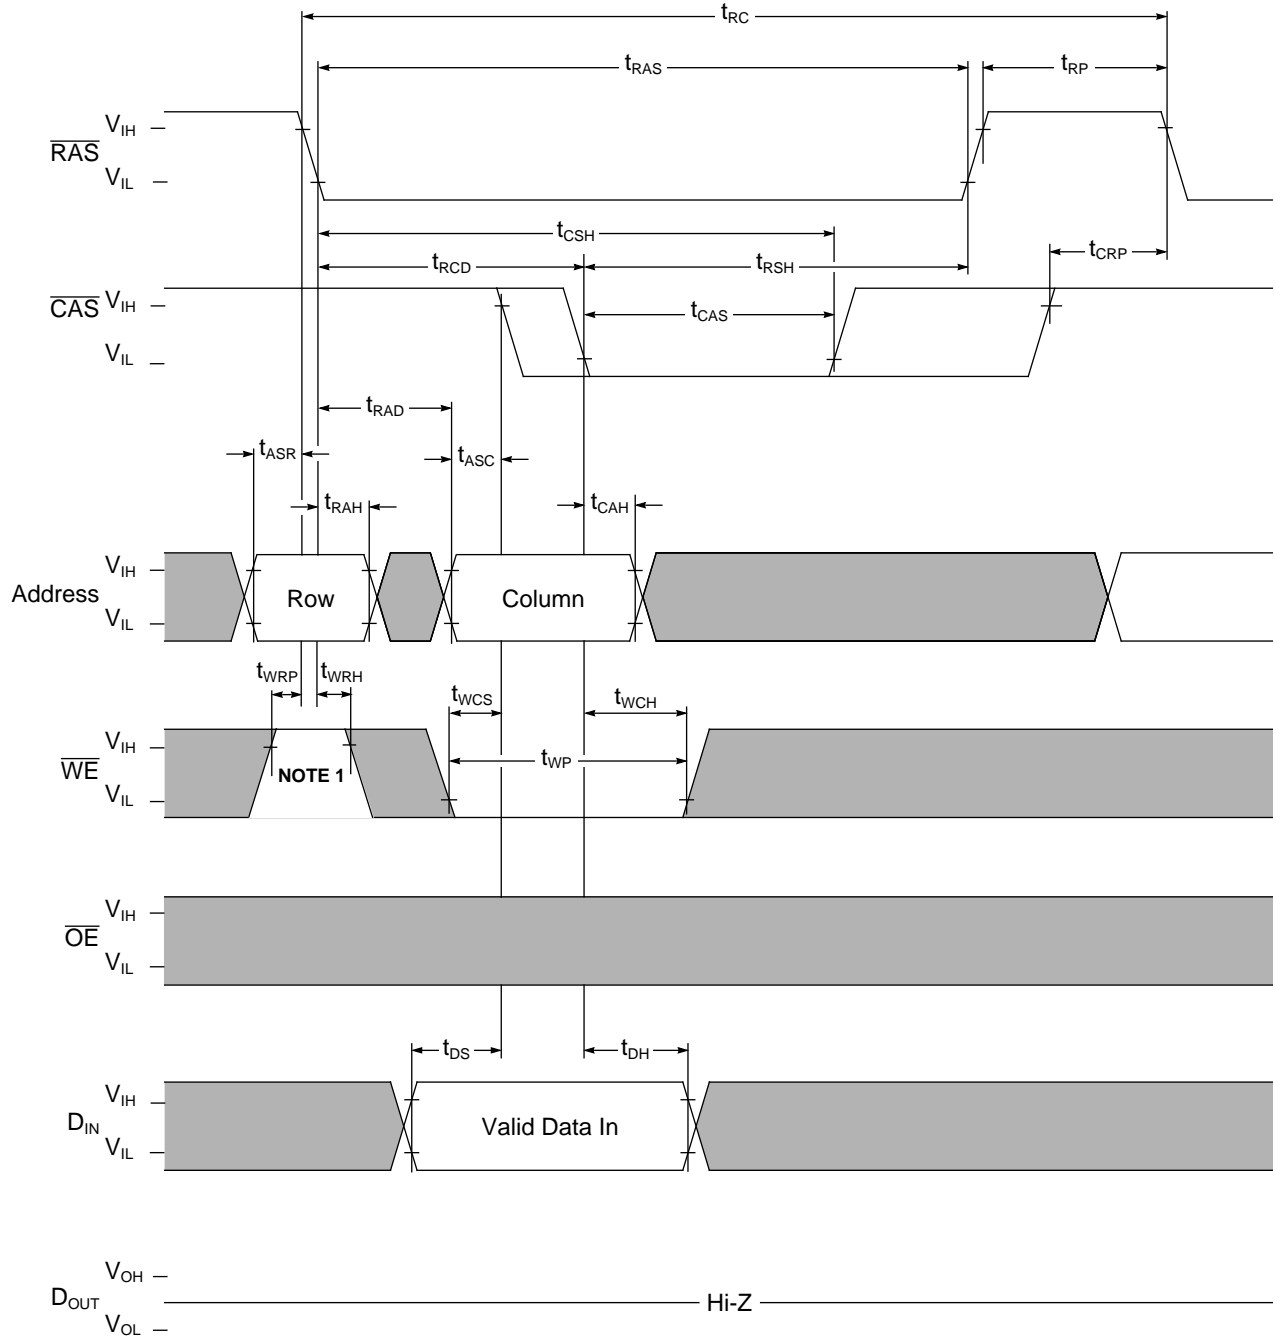 tRC
tRAS
tRP
VIH
RAS
VIL
tCSH
tRCD
tRSH
tCRP
CAS VIH
tCAS
VIL
tRAD
tASR
tASC
tRAH
tCAH
VIH
Address
Row
Column
VIL
tWRP
tWRH
tWCS
tWCH
VIH
WE
NOTE 1
tWP
VIL
VIH
OE
VIL
tDS
tDH
VIH
DIN
Valid Data In
VIL
VOH
DOUT
Hi-Z
VOL